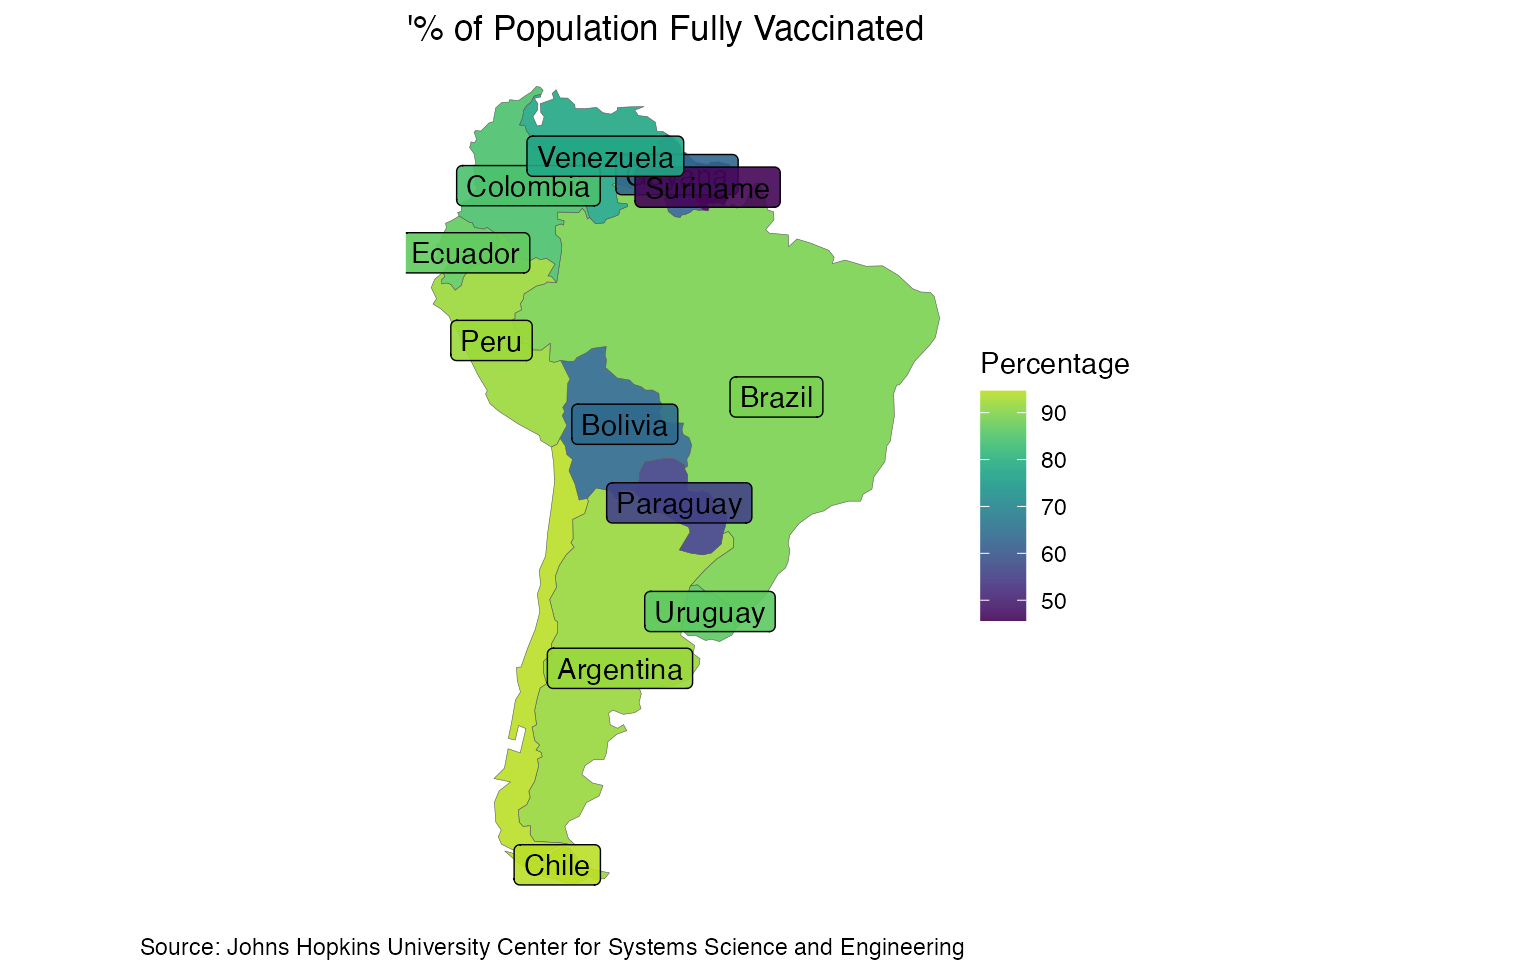 '% of Population Fully Vaccinated
Venezuela
Colombia
Suriname
Ecuador
Peru
Brazil
Bolivia
Paraguay
Uruguay
Argentina
Chile
Percentage
90
80
70
60
50
Source: Johns Hopkins University Center for Systems Science and Engineering